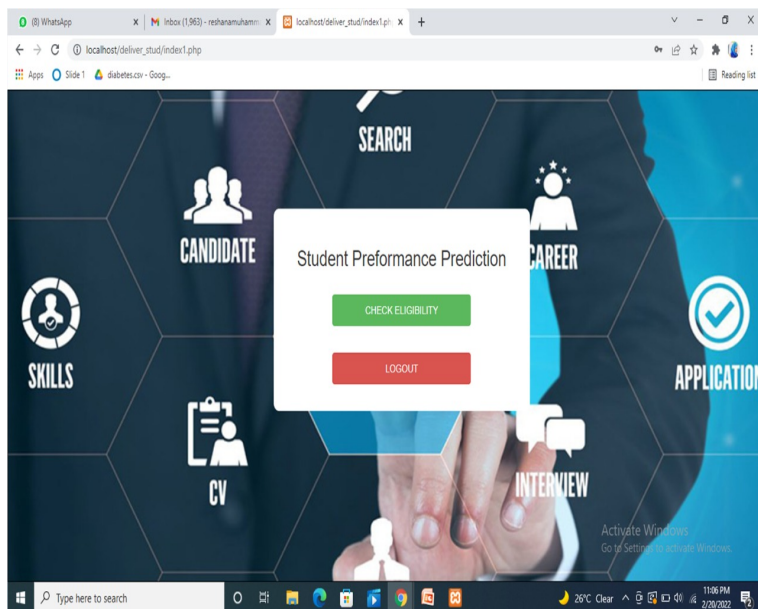 (8) WhatsApp
Inbox (1,963) - reshanamuhamm
localhost/deliver_stud/index1.ph
localhost/deliver_stud/index1.php
Apps
Slide 1
diabetes.csv - Goog...
Reading list
SEARCH
CANDIDATE
CAREER
Student Preformance Prediction
CHECK ELIGIBILITY
LOGOUT
SKILLS
APPLICATION
CV
INTERVIEW
Activate Windows
Go to Settings to activate Windows.
Type here to search
26°C Clear
11:06 PM
2/20/2022
2